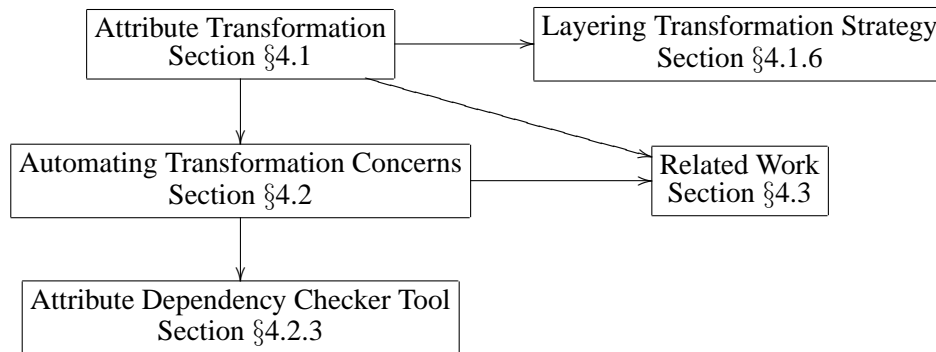 Attribute Transformation
Section §4.1
Layering Transformation Strategy
Section §4.1.6
Automating Transformation Concerns
Section §4.2
Related Work
Section §4.3
Attribute Dependency Checker Tool
Section §4.2.3